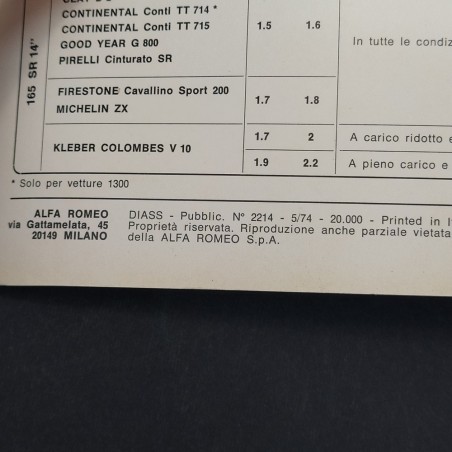 CONTINENTAL Conti TT 714 *
CONTINENTAL Conti TT 715
GOOD YEAR G 800
PIRELLI Cinturato SR
1.5 1.6
In tutte le
165 SR 14"
FIRESTONE Cavallino Sport 200
MICHELIN ZX
1.7 1.8
KLEBER COLOMBES V 10
1.7 2 A carico ridotto e
1.9 2.2 A pieno carico e
* Solo per vetture 1300
ALFA ROMEO
via Gattamelata, 45
20149 MILANO
DIASS - Pubblic. N° 2214 - 5/74 - 20.000 - Printed in
Proprietà riservata. Riproduzione anche parziale vietata
della ALFA ROMEO S.p.A.